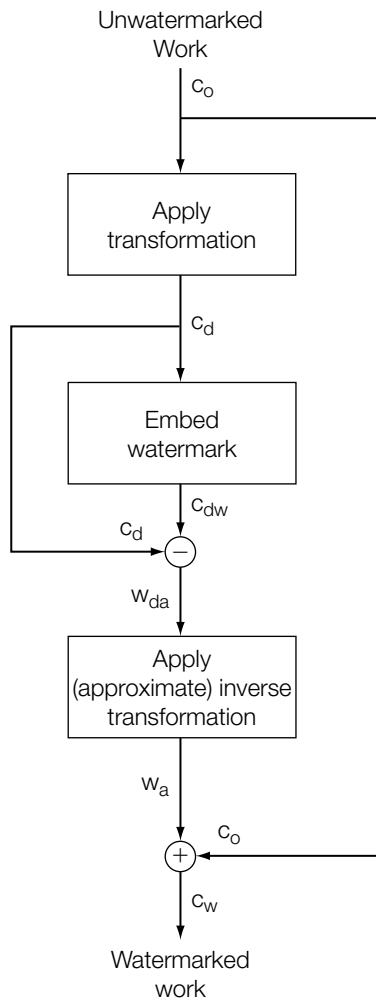 Unwatermarked
Work
c_o
Apply
transformation
c_d
Embed
watermark
c_dw
c_d
−
w_da
Apply
(approximate) inverse
transformation
w_a
c_o
+
c_w
Watermarked
work